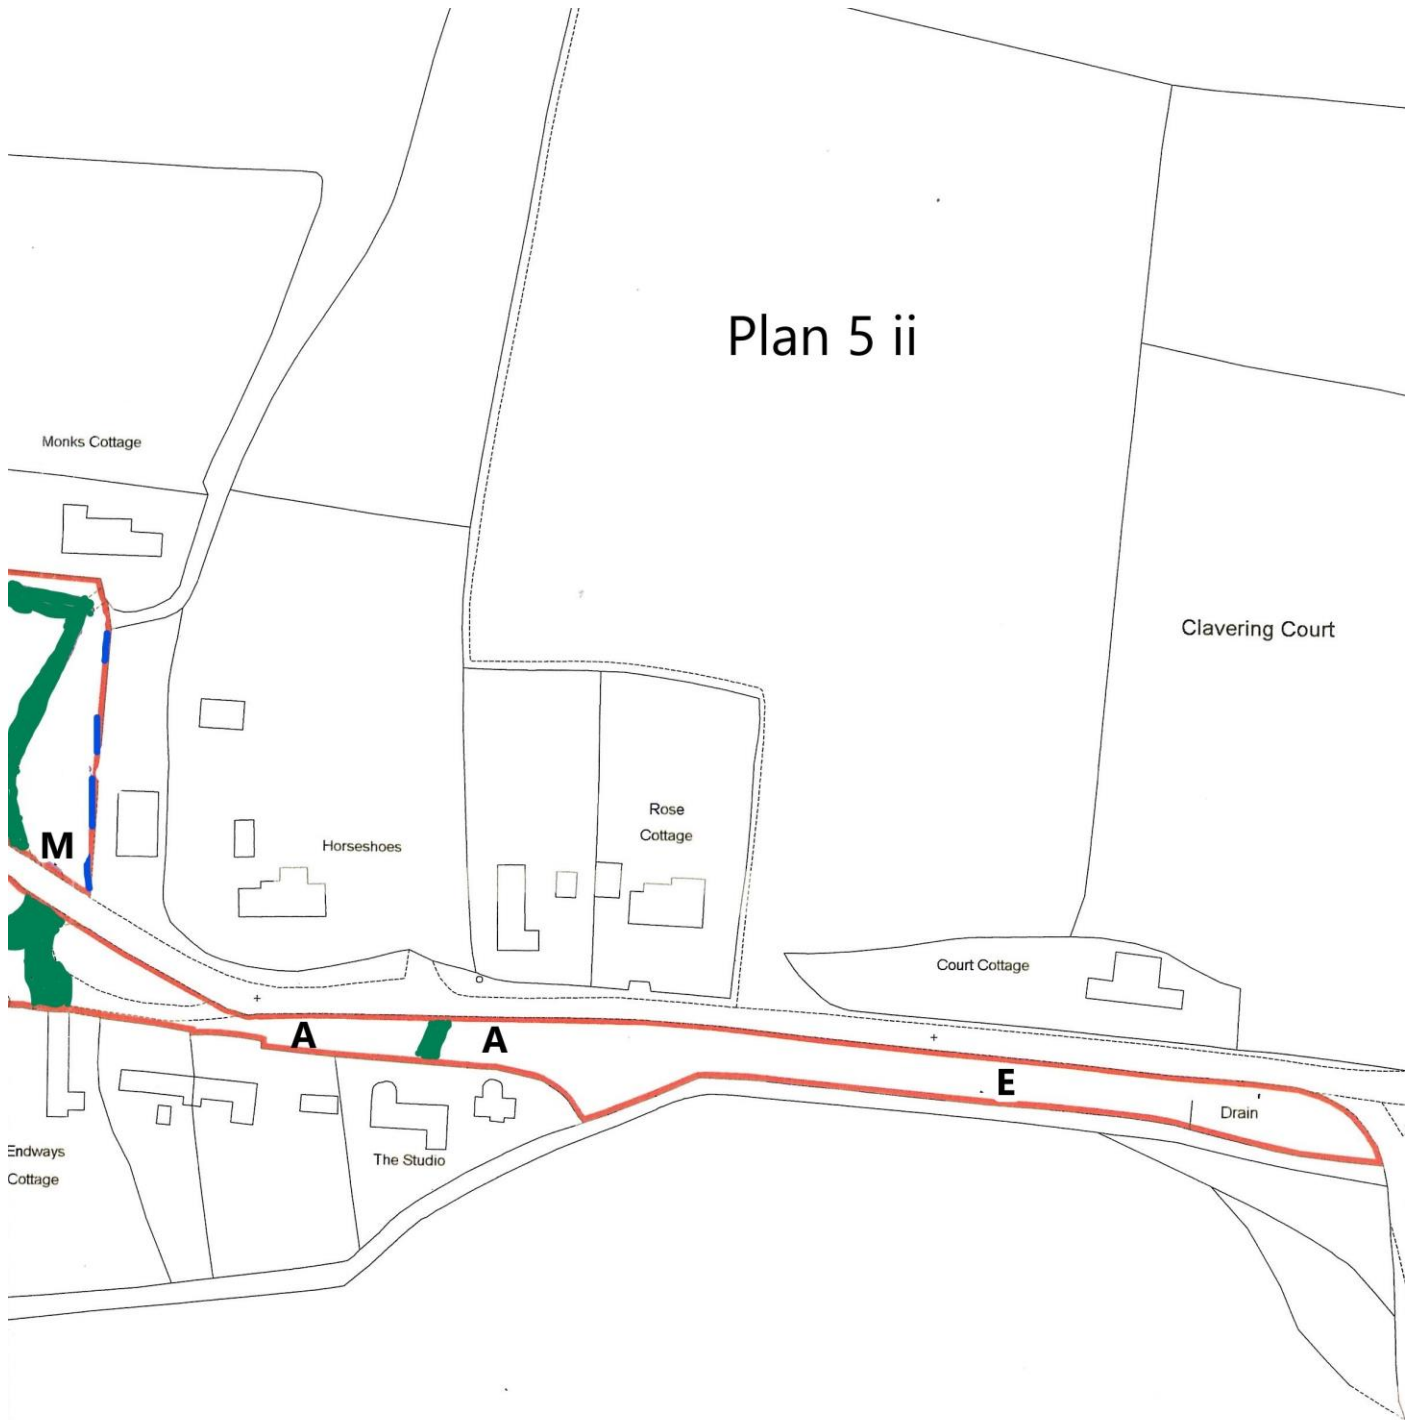 Plan 5 ii
Monks Cottage
Clavering Court
Rose
Cottage
Horseshoes
M
Court Cottage
A
A
E
Drain
Endways
Cottage
The Studio